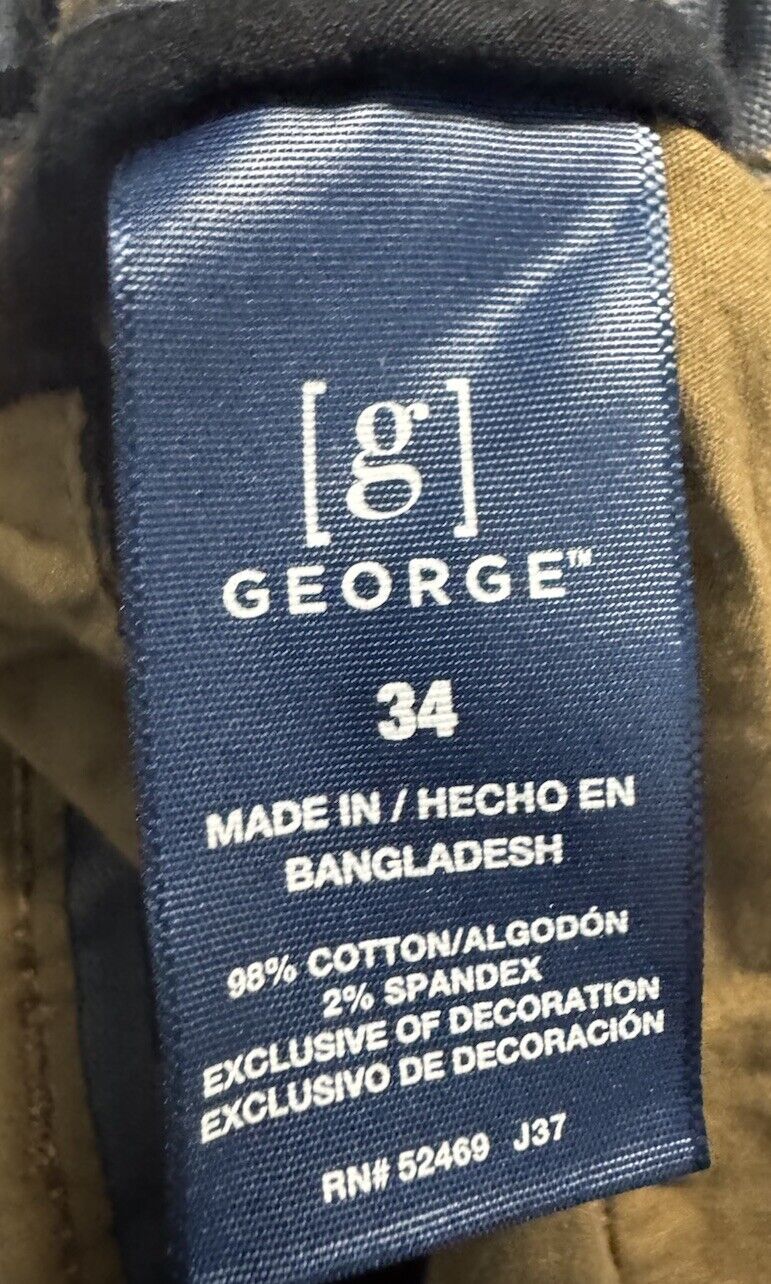 [g]
GEORGE™
34
MADE IN / HECHO EN
BANGLADESH
98% COTTON/ALGODÓN
2% SPANDEX
EXCLUSIVE OF DECORATION
EXCLUSIVO DE DECORACIÓN
RN# 52469 J37